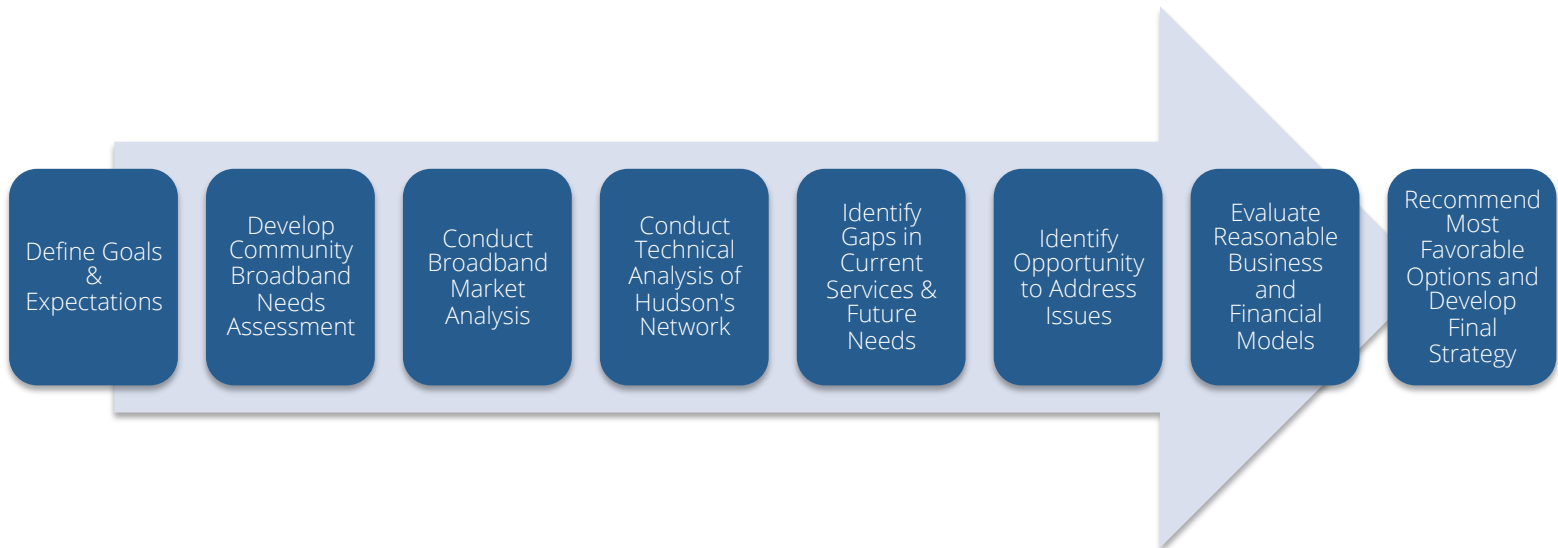 Define Goals
&
Expectations
Develop
Community
Broadband
Needs
Assessment
Conduct
Broadband
Market
Analysis
Conduct
Technical
Analysis of
Hudson's
Network
Identify
Gaps in
Current
Services &
Future
Needs
Identify
Opportunity
to Address
Issues
Evaluate
Reasonable
Business
and
Financial
Models
Recommend
Most
Favorable
Options and
Develop
Final
Strategy